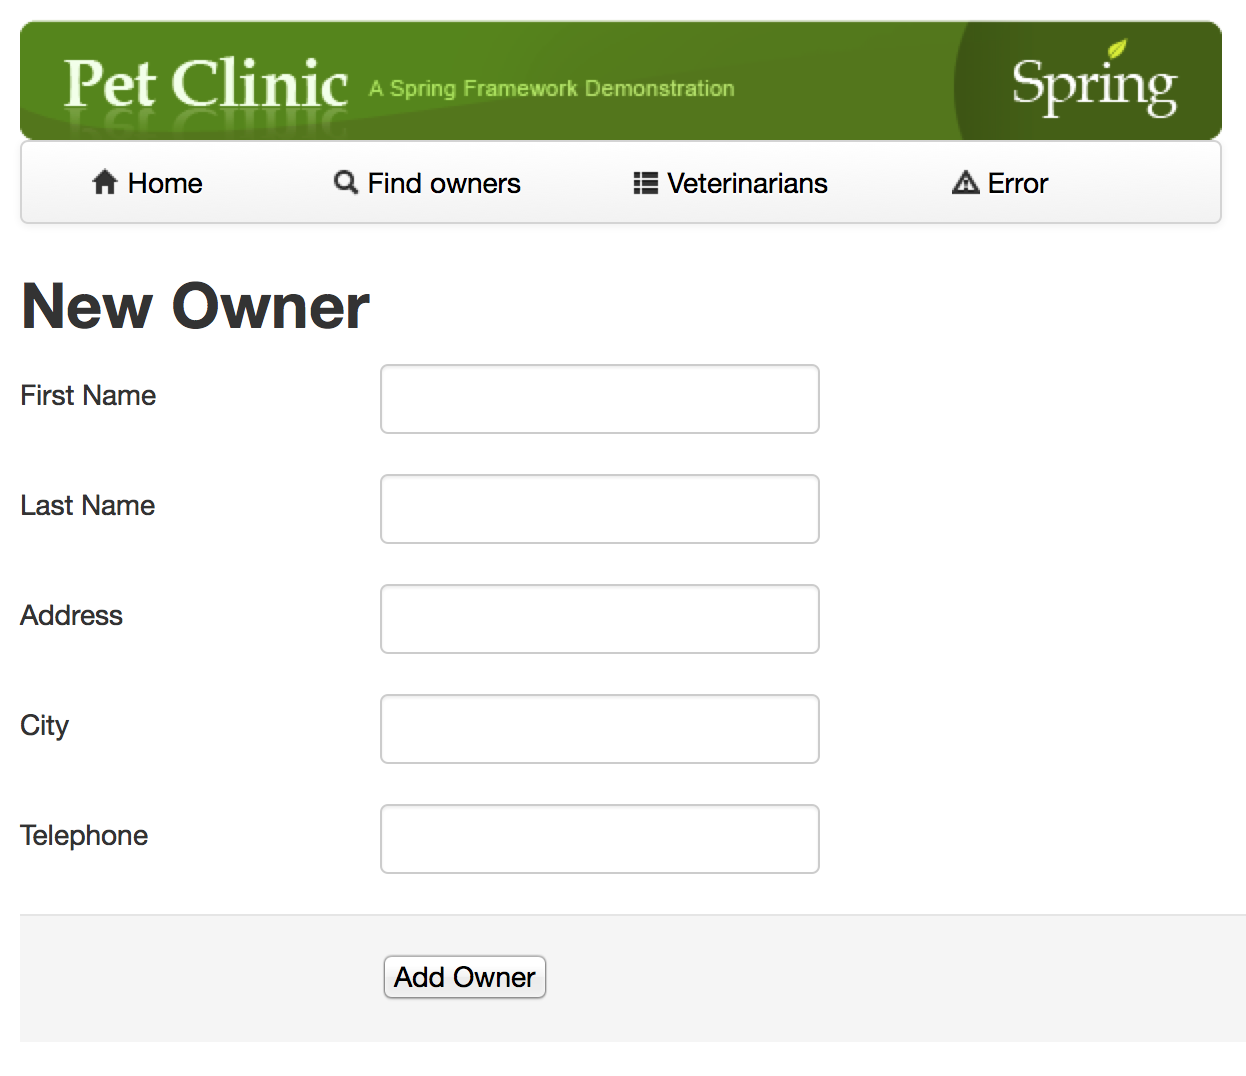 Pet Clinic A Spring Framework Demonstration Spring
Home Find owners Veterinarians Error
New Owner
First Name
Last Name
Address
City
Telephone
Add Owner